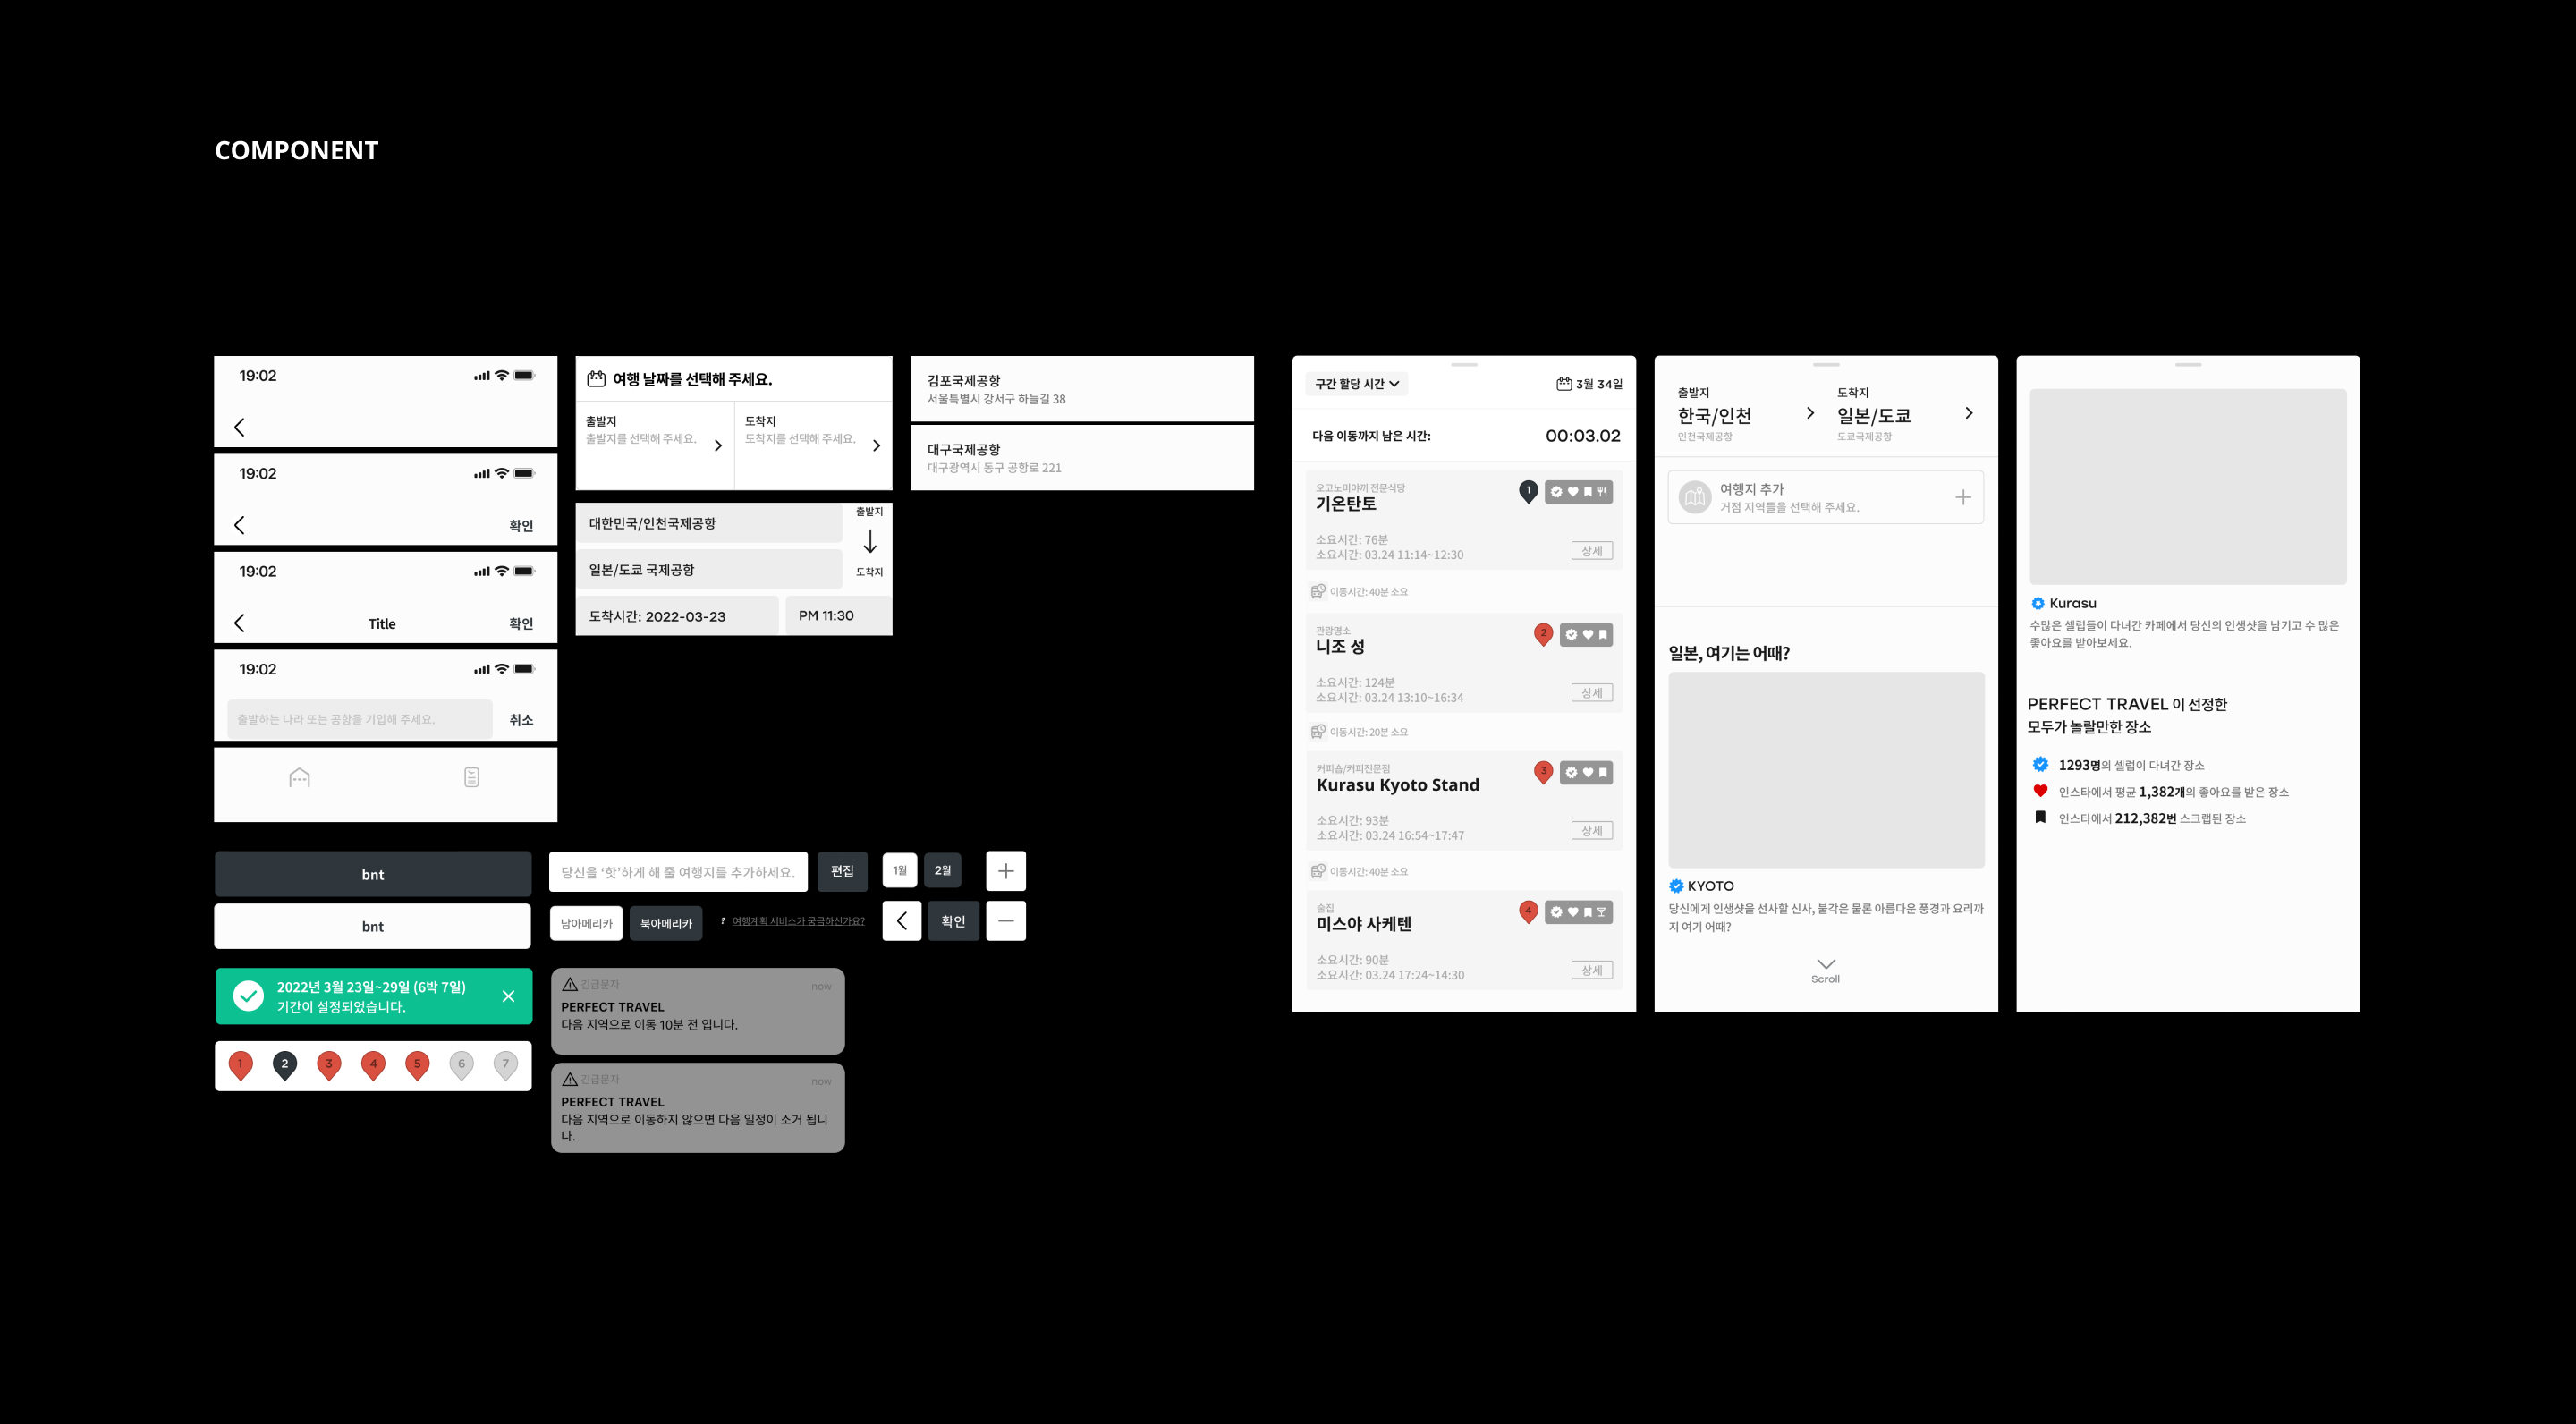 COMPONENT
19:02
19:02
확인
19:02
Title
확인
19:02
출발하는 나라 또는 공항을 기입해 주세요.
취소
여행 날짜를 선택해 주세요.
출발지
출발지를 선택해 주세요.
도착지
도착지를 선택해 주세요.
대한민국/인천국제공항
출발지
일본/도쿄 국제공항
도착지
도착시간: 2022-03-23
PM 11:30
김포국제공항
서울특별시 강서구 하늘길 38
대구국제공항
대구광역시 동구 공항로 221
bnt
bnt
2022년 3월 23일~29일 (6박 7일)
기간이 설정되었습니다.
1 2 3 4 5 6 7
당신을 ‘핫’하게 해 줄 여행지를 추가하세요.
편집
1월
2월
남아메리카
북아메리카
? 여행계획 서비스가 궁금하신가요?
확인
긴급문자
now
PERFECT TRAVEL
다음 지역으로 이동 10분 전 입니다.
긴급문자
now
PERFECT TRAVEL
다음 지역으로 이동하지 않으면 다음 일정이 소거 됩니
다.
구간 할당 시간
3월 34일
다음 이동까지 남은 시간:
00:03.02
오코노미야끼 전문식당
기온탄토
1
소요시간: 76분
소요시간: 03.24 11:14~12:30
상세
이동시간: 40분 소요
관광명소
니조 성
2
소요시간: 124분
소요시간: 03.24 13:10~16:34
상세
이동시간: 20분 소요
커피숍/커피전문점
Kurasu Kyoto Stand
3
소요시간: 93분
소요시간: 03.24 16:54~17:47
상세
이동시간: 40분 소요
술집
미스야 사케텐
4
소요시간: 90분
소요시간: 03.24 17:24~14:30
상세
출발지
한국/인천
인천국제공항
도착지
일본/도쿄
도쿄국제공항
여행지 추가
거점 지역들을 선택해 주세요.
일본, 여기는 어때?
KYOTO
당신에게 인생샷을 선사할 신사, 불각은 물론 아름다운 풍경과 요리까
지 여기 어때?
Scroll
Kurasu
수많은 셀럽들이 다녀간 카페에서 당신의 인생샷을 남기고 수 많은
좋아요를 받아보세요.
PERFECT TRAVEL 이 선정한
모두가 놀랄만한 장소
1293명의 셀럽이 다녀간 장소
인스타에서 평균 1,382개의 좋아요를 받은 장소
인스타에서 212,382번 스크랩된 장소